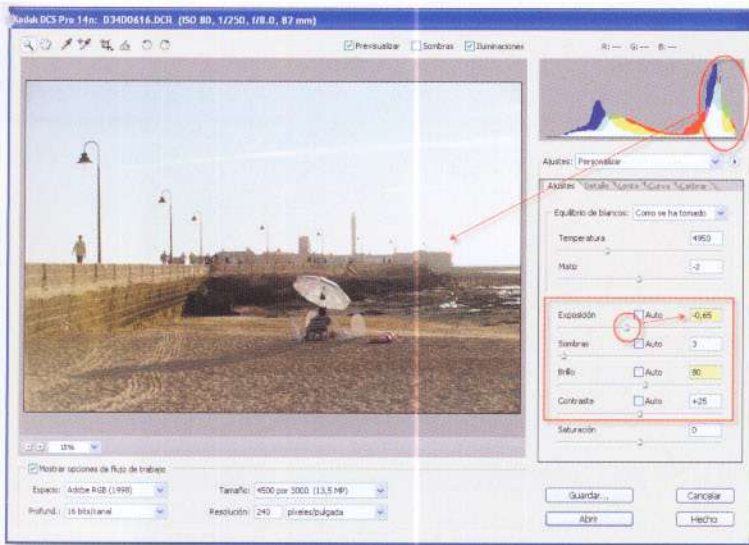 Kodak DCS Pro 14n: D34D0616.DCR (ISO 80, 1/250, f/8.0, 82 mm)
Previsualizar Sombras Iluminaciones
R: --- G: --- B: ---
Ajustes: Personalizar
Ajustes Detalle Lente Curva Calibrar
Equilibrio de blancos: Como se ha tomado
Temperatura 4950
Matiz -2
Exposición Auto -0,65
Sombras Auto 3
Brillo Auto 80
Contraste Auto +25
Saturación 0
18%
Mostrar opciones de flujo de trabajo
Espacio: Adobe RGB (1998) Tamaño: 4500 por 3000 (13,5 MP)
Profund.: 16 bits/canal Resolución: 240 píxeles/pulgada
Guardar... Cancelar
Abrir Hecho